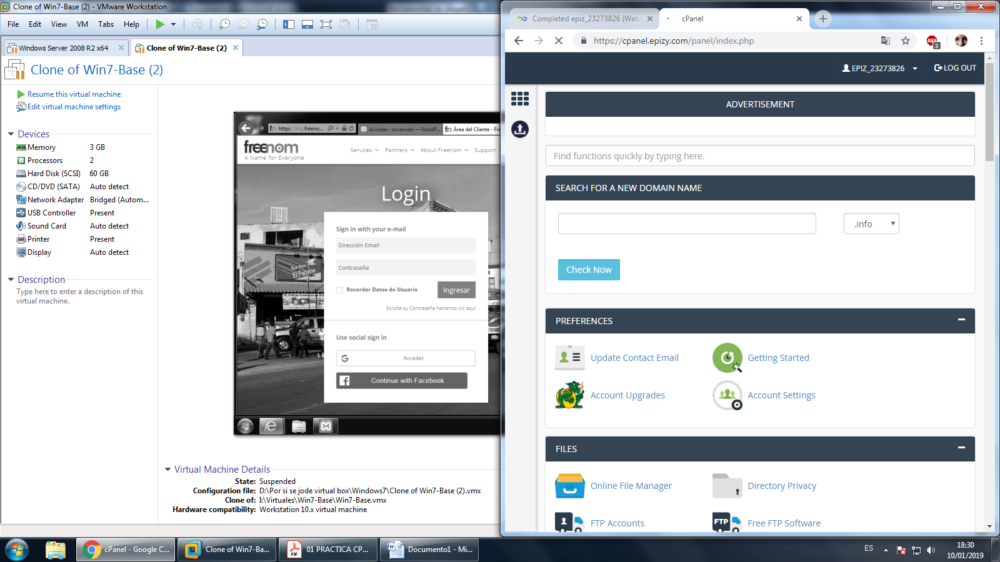 Clone of Win7-Base (2) - VMware Workstation
File Edit View VM Tabs Help
Windows Server 2008 R2 x64
Clone of Win7-Base (2)
Clone of Win7-Base (2)
Resume this virtual machine
Edit virtual machine settings
Devices
Memory 3 GB
Processors 2
Hard Disk (SCSI) 60 GB
CD/DVD (SATA) Auto detect
Network Adapter Bridged (Autom...
USB Controller Present
Sound Card Auto detect
Printer Present
Display Auto detect
Description
Type here to enter a description of this
virtual machine.
https://my.freeno...
Acceder ‹ oscarweb — WordP...
Área del Cliente - Fre
freenom
A Name for Everyone
Services Partners About Freenom Support
Login
Burritos
El Padrino
Sign in with your e-mail
Dirección Email
Contraseña
Recordar Datos de Usuario
Ingresar
Solicite su Contraseña haciendo clic aquí
Use social sign in
Acceder
Continue with Facebook
Virtual Machine Details
State: Suspended
Configuration file: D:\Por si se jode virtual box\Windows7\Clone of Win7-Base (2).vmx
Clone of: I:\Virtuales\Win7-Base\Win7-Base.vmx
Hardware compatibility: Workstation 10.x virtual machine
Completed epiz_23273826 (Webs
cPanel
https://cpanel.epizy.com/panel/index.php
ABP
3
EPIZ_23273826
LOG OUT
ADVERTISEMENT
Find functions quickly by typing here.
SEARCH FOR A NEW DOMAIN NAME
.info
Check Now
PREFERENCES
Update Contact Email
Getting Started
Account Upgrades
Account Settings
FILES
Online File Manager
Directory Privacy
FTP Accounts
FTP
Free FTP Software
cPanel - Google C...
Clone of Win7-Ba...
PDF
01 PRACTICA CP...
Documento1 - Mi...
ES
18:30
10/01/2019